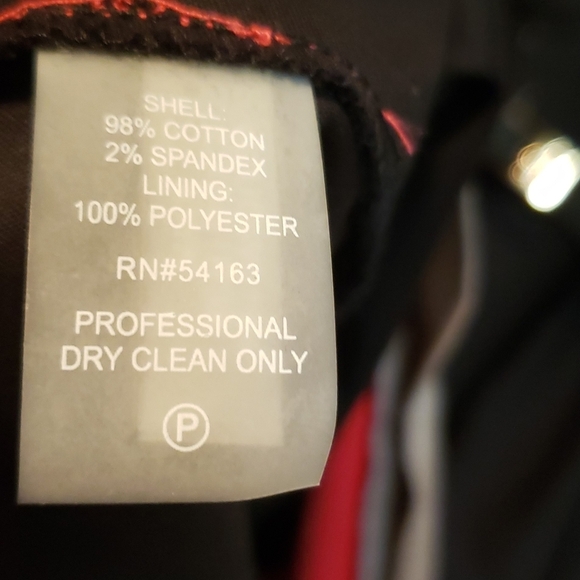 SHELL:
98% COTTON
2% SPANDEX
LINING:
100% POLYESTER
RN#54163
PROFESSIONAL
DRY CLEAN ONLY
P